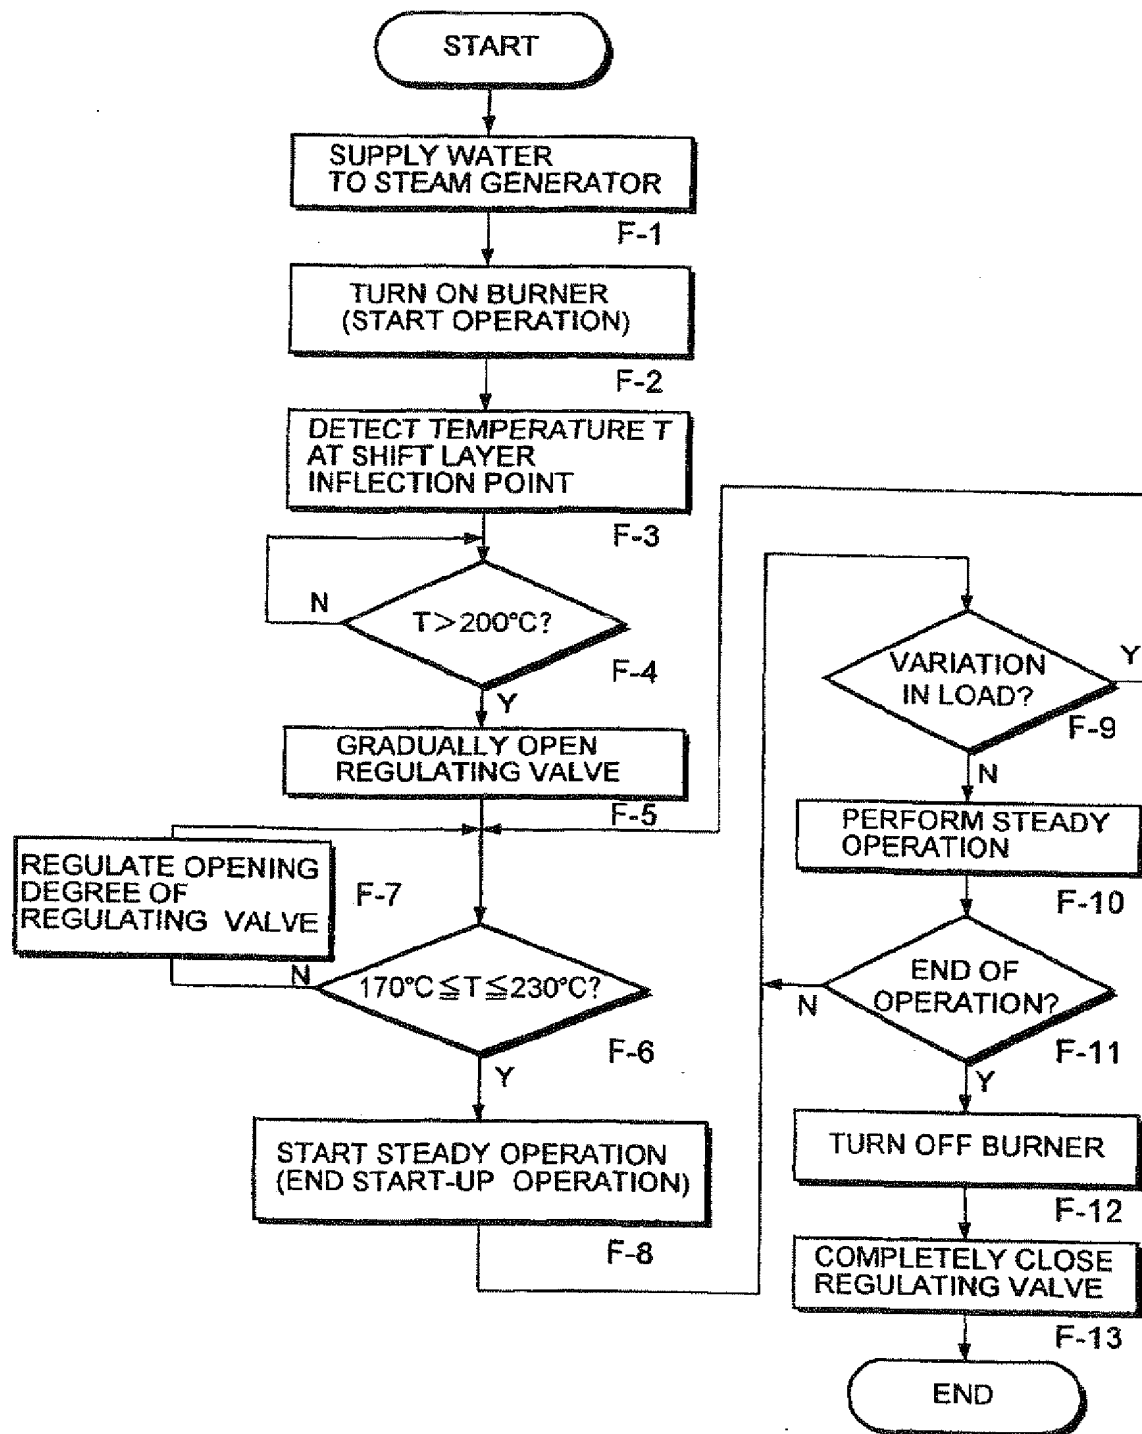 START
SUPPLY WATER
TO STEAM GENERATOR
F-1
TURN ON BURNER
(START OPERATION)
F-2
DETECT TEMPERATURE T
AT SHIFT LAYER
INFLECTION POINT
F-3
N
T>200°C?
F-4
Y
GRADUALLY OPEN
REGULATING VALVE
F-5
REGULATE OPENING
DEGREE OF
REGULATING VALVE
F-7
N
170°C≦T≦230°C?
F-6
Y
START STEADY OPERATION
(END START-UP OPERATION)
F-8
VARIATION
IN LOAD?
Y
F-9
N
PERFORM STEADY
OPERATION
F-10
END OF
OPERATION?
N
F-11
Y
TURN OFF BURNER
F-12
COMPLETELY CLOSE
REGULATING VALVE
F-13
END